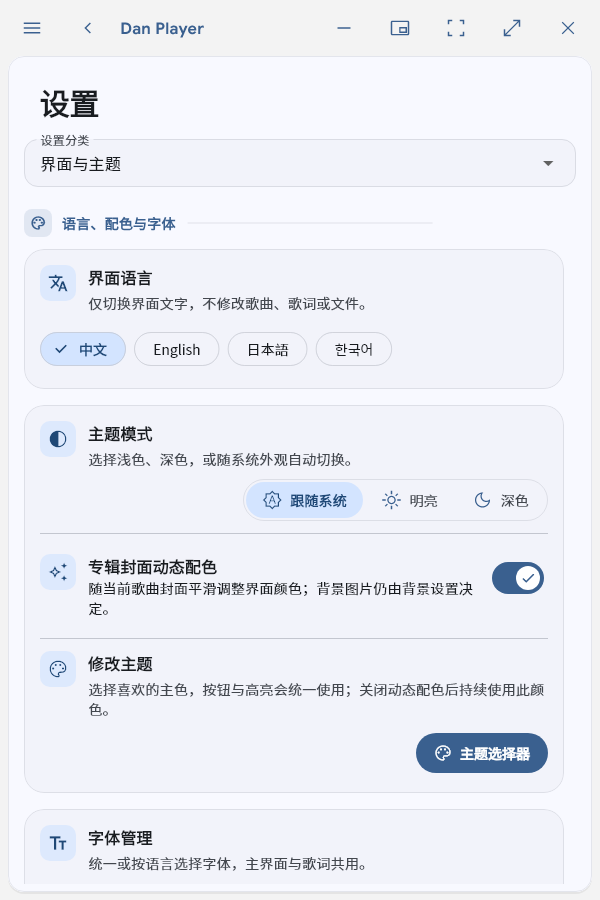 Dan Player
设置
设置分类
界面与主题
语言、配色与字体
界面语言
仅切换界面文字，不修改歌曲、歌词或文件。
中文
English
日本語
한국어
主题模式
选择浅色、深色，或随系统外观自动切换。
跟随系统
明亮
深色
专辑封面动态配色
随当前歌曲封面平滑调整界面颜色；背景图片仍由背景设置决
定。
修改主题
选择喜欢的主色，按钮与高亮会统一使用；关闭动态配色后持续使用此颜
色。
主题选择器
字体管理
统一或按语言选择字体，主界面与歌词共用。